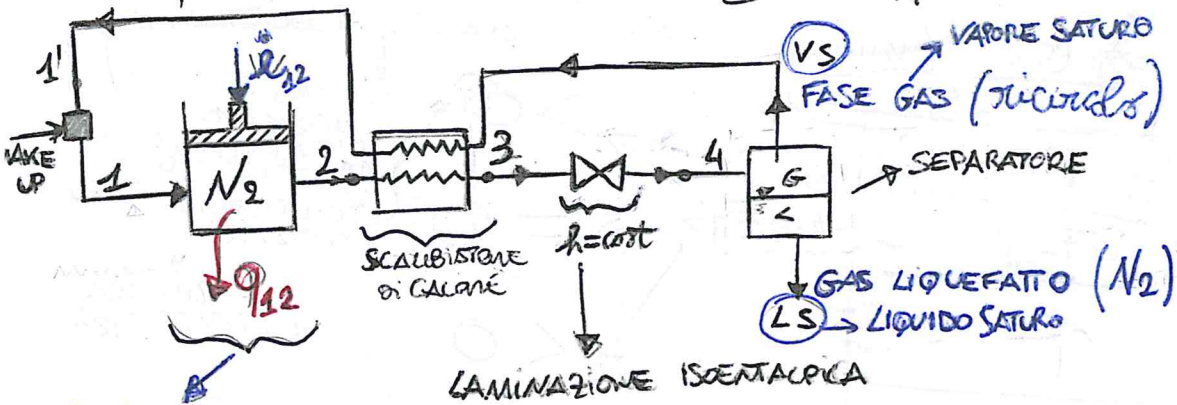 1'
MAKE UP
1
l̇12
N2
q12
2
SCAMBIATORE
DI CALORE
3
h=cost
LAMINAZIONE ISOENTALPICA
4
G
L
VS
VAPORE SATURO
FASE GAS (ricircolo)
SEPARATORE
GAS LIQUEFATTO (N2)
LS
LIQUIDO SATURO